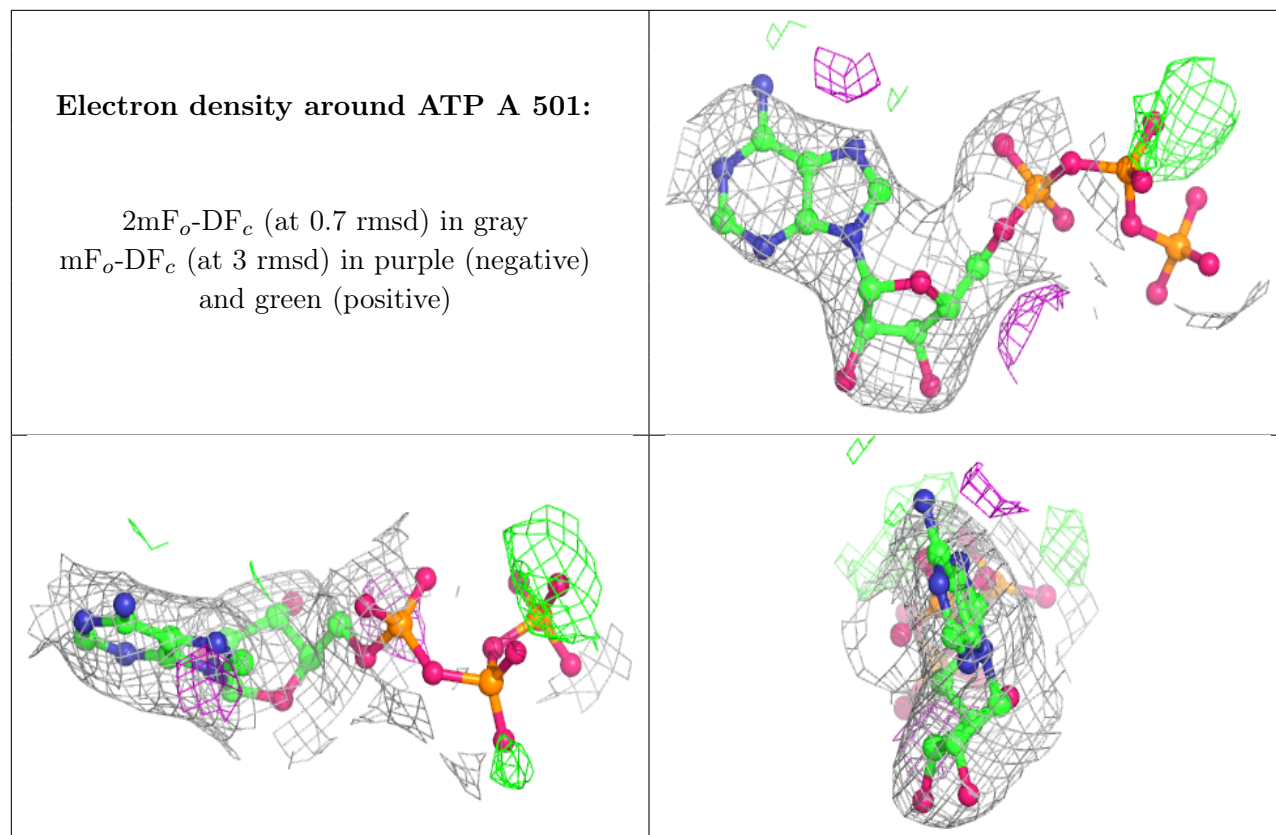 Electron density around ATP A 501:
2mFₒ-DF𝒸 (at 0.7 rmsd) in gray
mFₒ-DF𝒸 (at 3 rmsd) in purple (negative)
and green (positive)